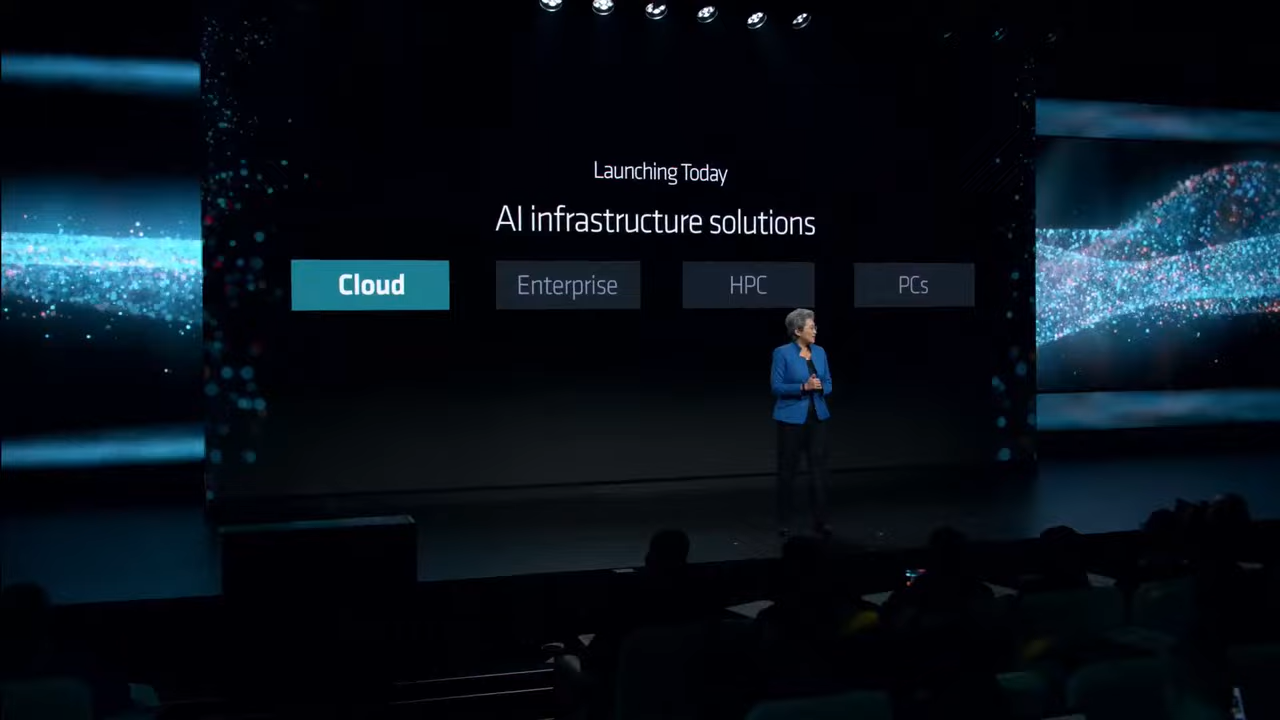 Launching Today
AI infrastructure solutions
Cloud
Enterprise
HPC
PCs